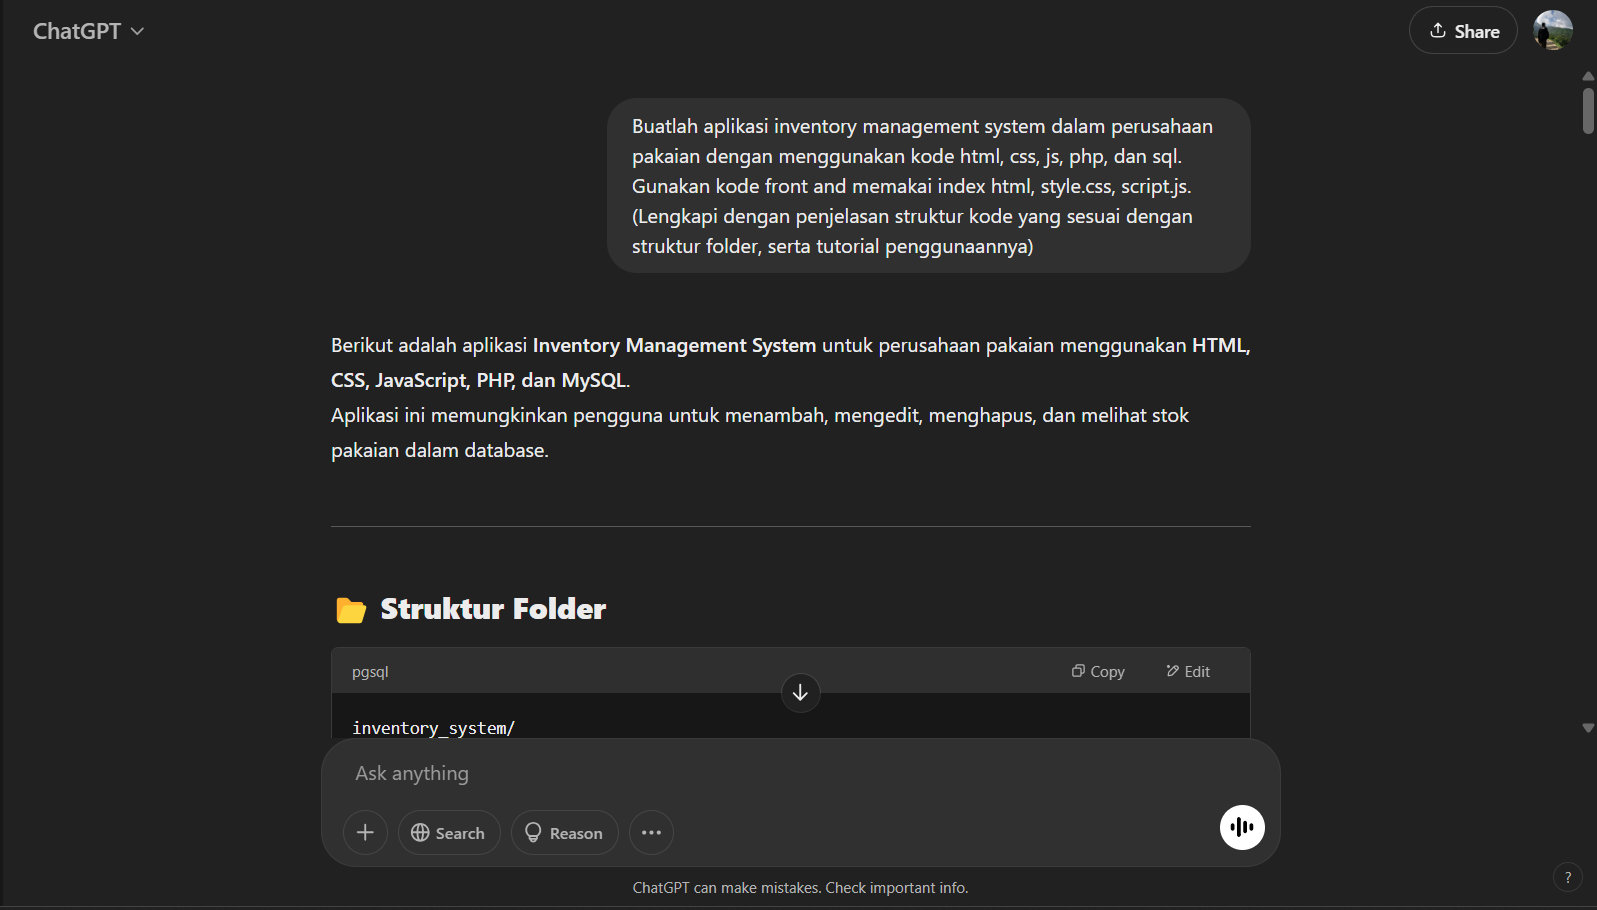 ChatGPT
Share
Buatlah aplikasi inventory management system dalam perusahaan
pakaian dengan menggunakan kode html, css, js, php, dan sql.
Gunakan kode front and memakai index html, style.css, script.js.
(Lengkapi dengan penjelasan struktur kode yang sesuai dengan
struktur folder, serta tutorial penggunaannya)
Berikut adalah aplikasi Inventory Management System untuk perusahaan pakaian menggunakan HTML,
CSS, JavaScript, PHP, dan MySQL.
Aplikasi ini memungkinkan pengguna untuk menambah, mengedit, menghapus, dan melihat stok
pakaian dalam database.
Struktur Folder
pgsql
Copy
Edit
inventory_system/
Ask anything
Search
Reason
ChatGPT can make mistakes. Check important info.
?